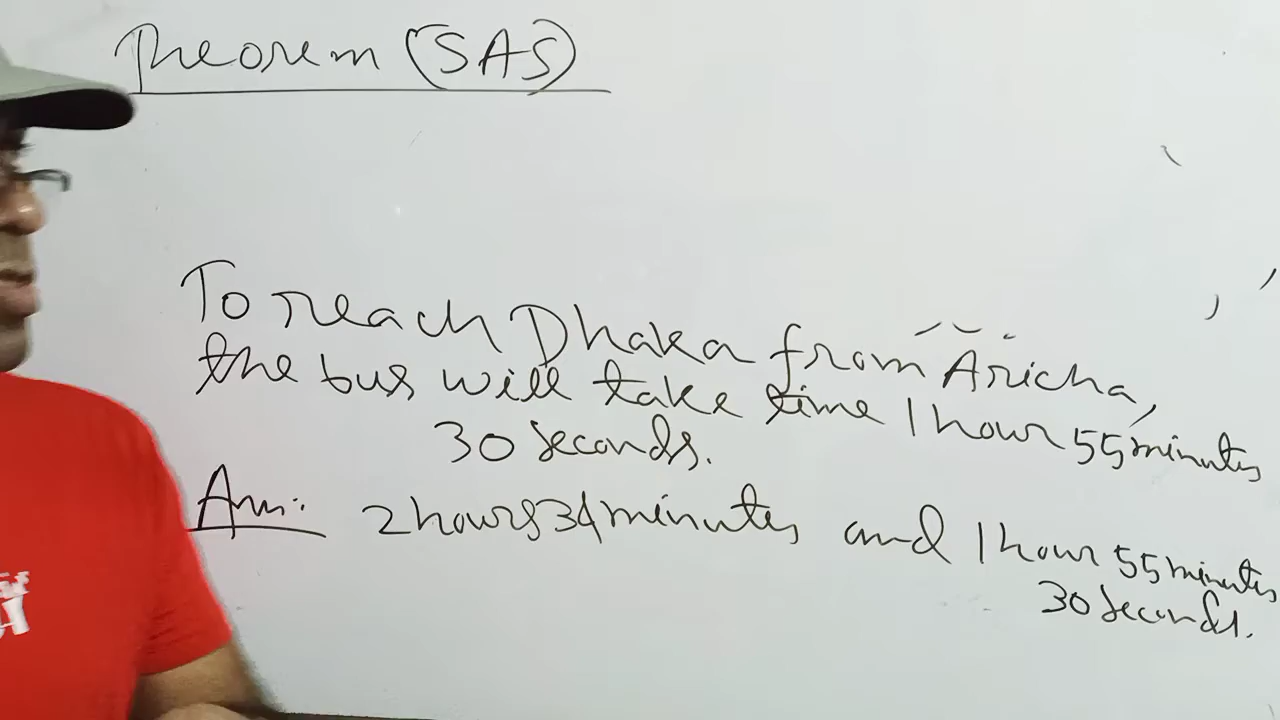 Theorem (SAS)
To reach Dhaka from Aricha,
the bus will take time 1 hour 55 minutes
30 seconds.
Ans: 2 hours 34 minutes and 1 hour 55 minutes
30 seconds.